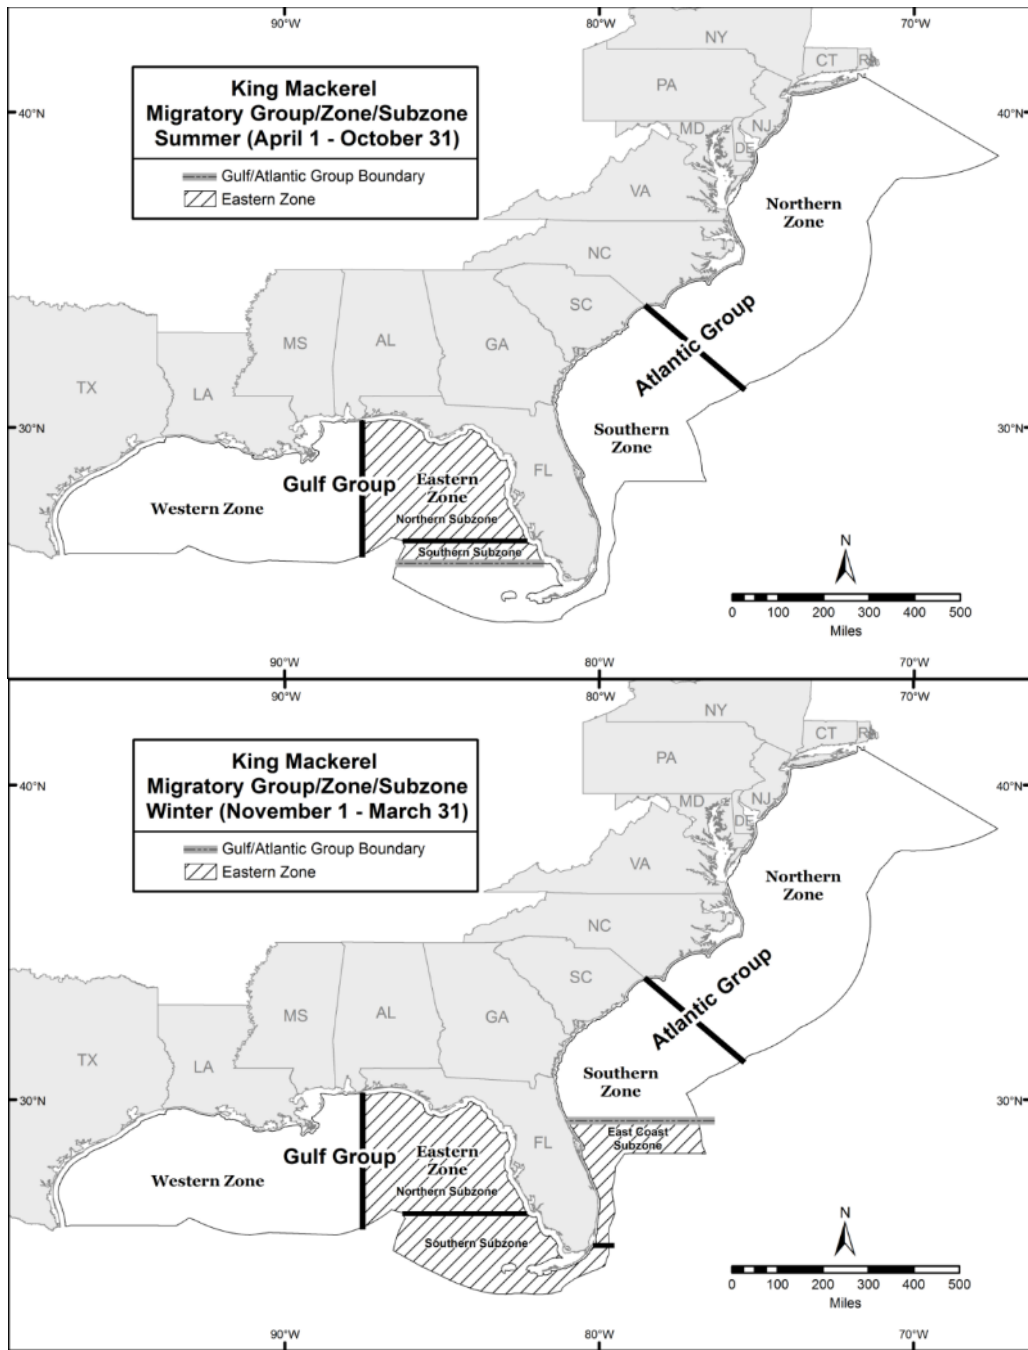 90°W 80°W 70°W
NY
CT RI
King Mackerel
Migratory Group/Zone/Subzone
Summer (April 1 - October 31)
Gulf/Atlantic Group Boundary
Eastern Zone
PA
40°N 40°N
MD NJ
DE
VA
Northern
Zone
NC
SC
Atlantic Group
MS AL GA
TX LA
30°N 30°N
Southern
Zone
FL
Gulf Group
Eastern
Zone
Western Zone
Northern Subzone
Southern Subzone
N
0 100 200 300 400 500
Miles
90°W 80°W 70°W
NY
CT RI
King Mackerel
Migratory Group/Zone/Subzone
Winter (November 1 - March 31)
Gulf/Atlantic Group Boundary
Eastern Zone
PA
40°N 40°N
MD NJ
DE
VA
Northern
Zone
NC
SC
Atlantic Group
MS AL GA
TX LA
Southern
Zone
30°N 30°N
East Coast
Subzone
FL
Gulf Group
Eastern
Zone
Western Zone
Northern Subzone
Southern Subzone
N
0 100 200 300 400 500
Miles
90°W 80°W 70°W